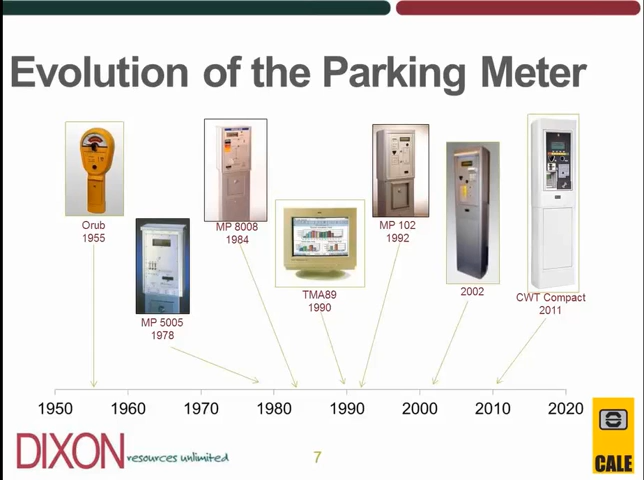 Evolution of the Parking Meter
Orub
1955
MP 5005
1978
MP 8008
1984
TMA89
1990
MP 102
1992
2002
CWT Compact
2011
1950 1960 1970 1980 1990 2000 2010 2020
DIXON resources unlimited
7
CALE